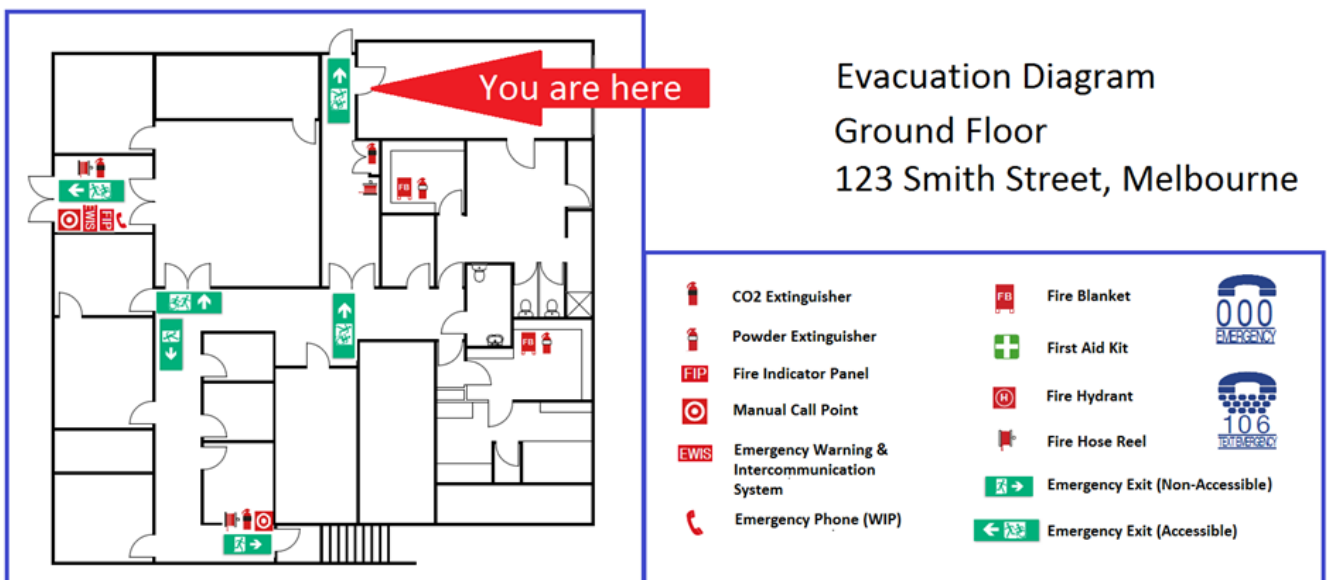 You are here
Evacuation Diagram
Ground Floor
123 Smith Street, Melbourne
EWIS
FIP
FB
FB
CO2 Extinguisher
Powder Extinguisher
FIP Fire Indicator Panel
Manual Call Point
EWIS Emergency Warning &
Intercommunication
System
Emergency Phone (WIP)
FB Fire Blanket
First Aid Kit
H Fire Hydrant
Fire Hose Reel
Emergency Exit (Non-Accessible)
Emergency Exit (Accessible)
000
EMERGENCY
106
TEXT EMERGENCY